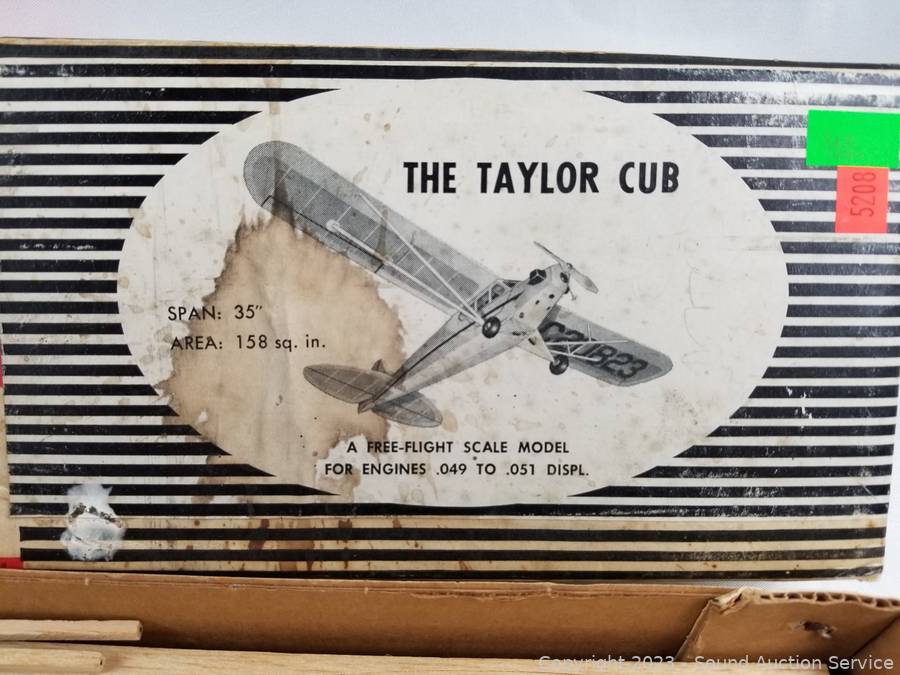 THE TAYLOR CUB
5208
SPAN: 35"
AREA: 158 sq. in.
A FREE-FLIGHT SCALE MODEL
FOR ENGINES .049 TO .051 DISPL.
Copyright 2023 - Sound Auction Service